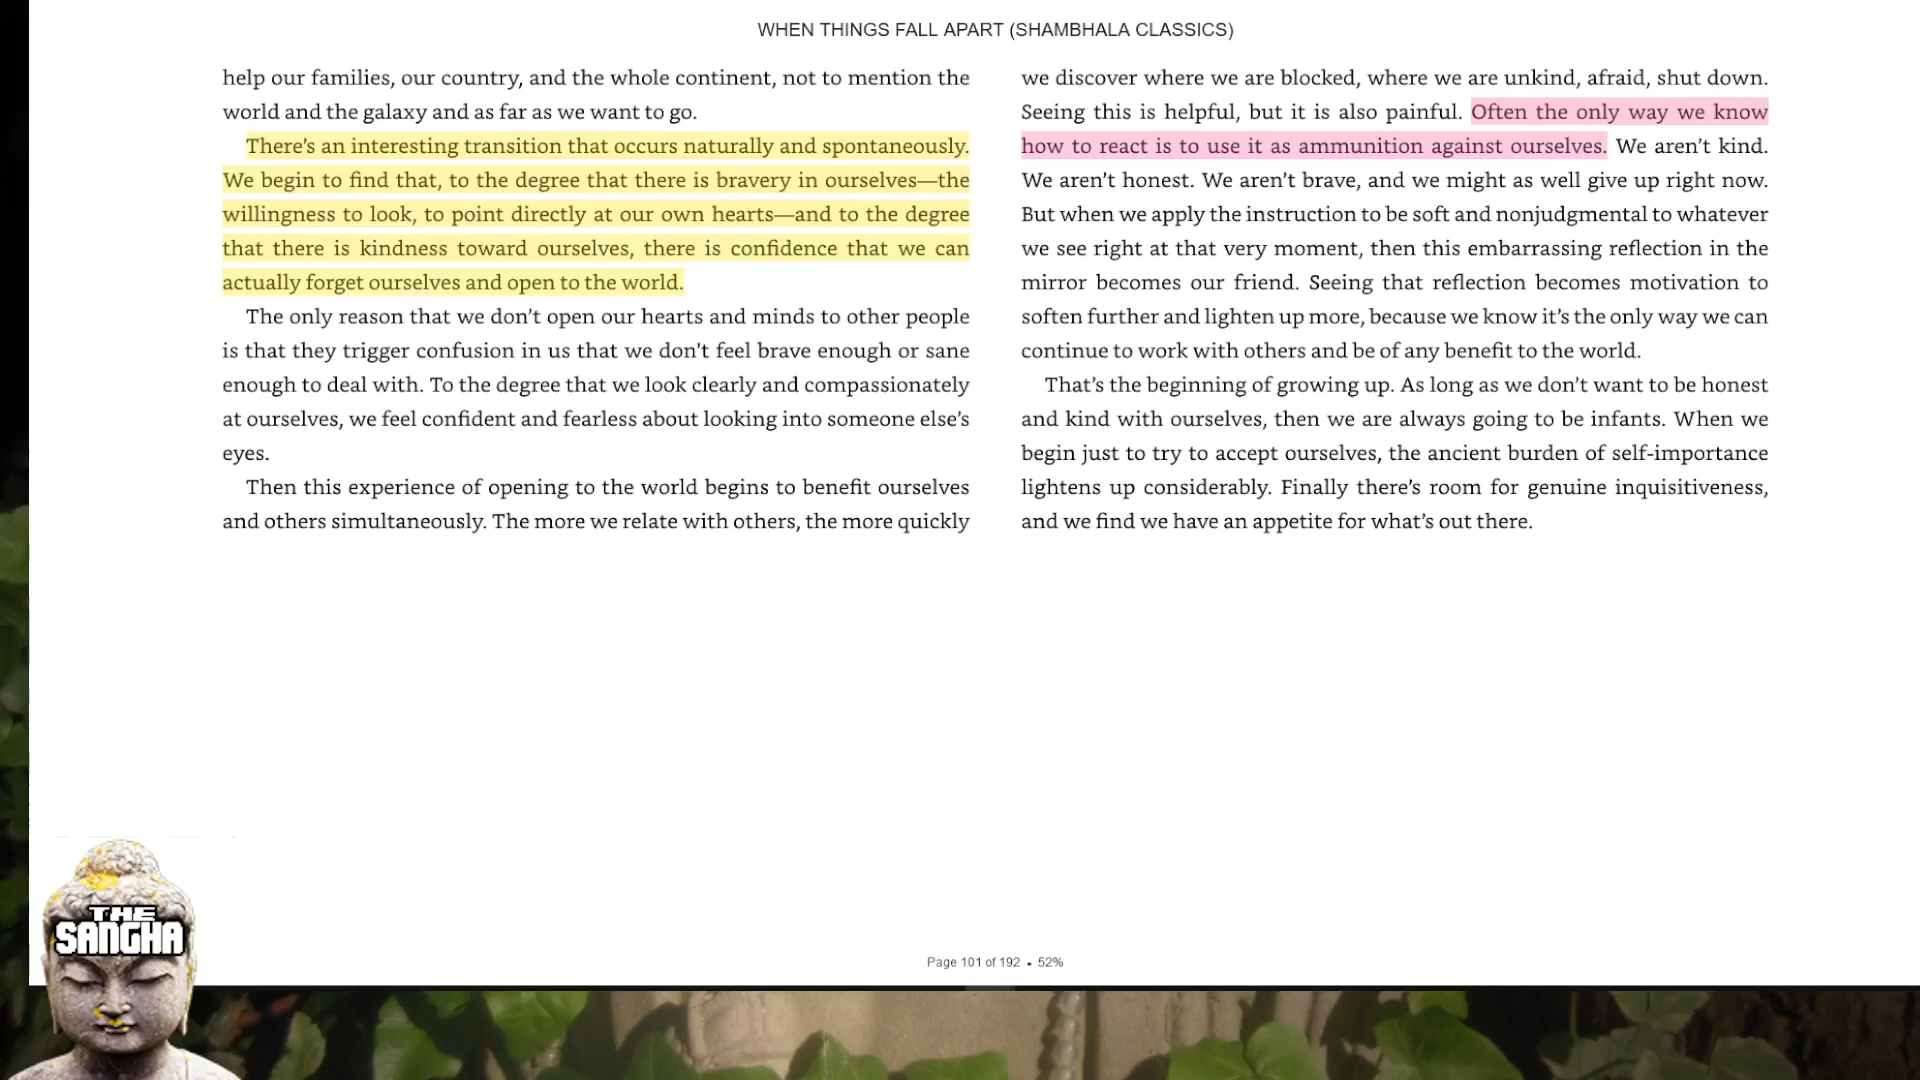 WHEN THINGS FALL APART (SHAMBHALA CLASSICS)
help our families, our country, and the whole continent, not to mention the
world and the galaxy and as far as we want to go.
There’s an interesting transition that occurs naturally and spontaneously.
We begin to find that, to the degree that there is bravery in ourselves—the
willingness to look, to point directly at our own hearts—and to the degree
that there is kindness toward ourselves, there is confidence that we can
actually forget ourselves and open to the world.
The only reason that we don’t open our hearts and minds to other people
is that they trigger confusion in us that we don’t feel brave enough or sane
enough to deal with. To the degree that we look clearly and compassionately
at ourselves, we feel confident and fearless about looking into someone else’s
eyes.
Then this experience of opening to the world begins to benefit ourselves
and others simultaneously. The more we relate with others, the more quickly
we discover where we are blocked, where we are unkind, afraid, shut down.
Seeing this is helpful, but it is also painful. Often the only way we know
how to react is to use it as ammunition against ourselves. We aren’t kind.
We aren’t honest. We aren’t brave, and we might as well give up right now.
But when we apply the instruction to be soft and nonjudgmental to whatever
we see right at that very moment, then this embarrassing reflection in the
mirror becomes our friend. Seeing that reflection becomes motivation to
soften further and lighten up more, because we know it’s the only way we can
continue to work with others and be of any benefit to the world.
That’s the beginning of growing up. As long as we don’t want to be honest
and kind with ourselves, then we are always going to be infants. When we
begin just to try to accept ourselves, the ancient burden of self-importance
lightens up considerably. Finally there’s room for genuine inquisitiveness,
and we find we have an appetite for what’s out there.
Page 101 of 192 • 52%
THE
SANGHA